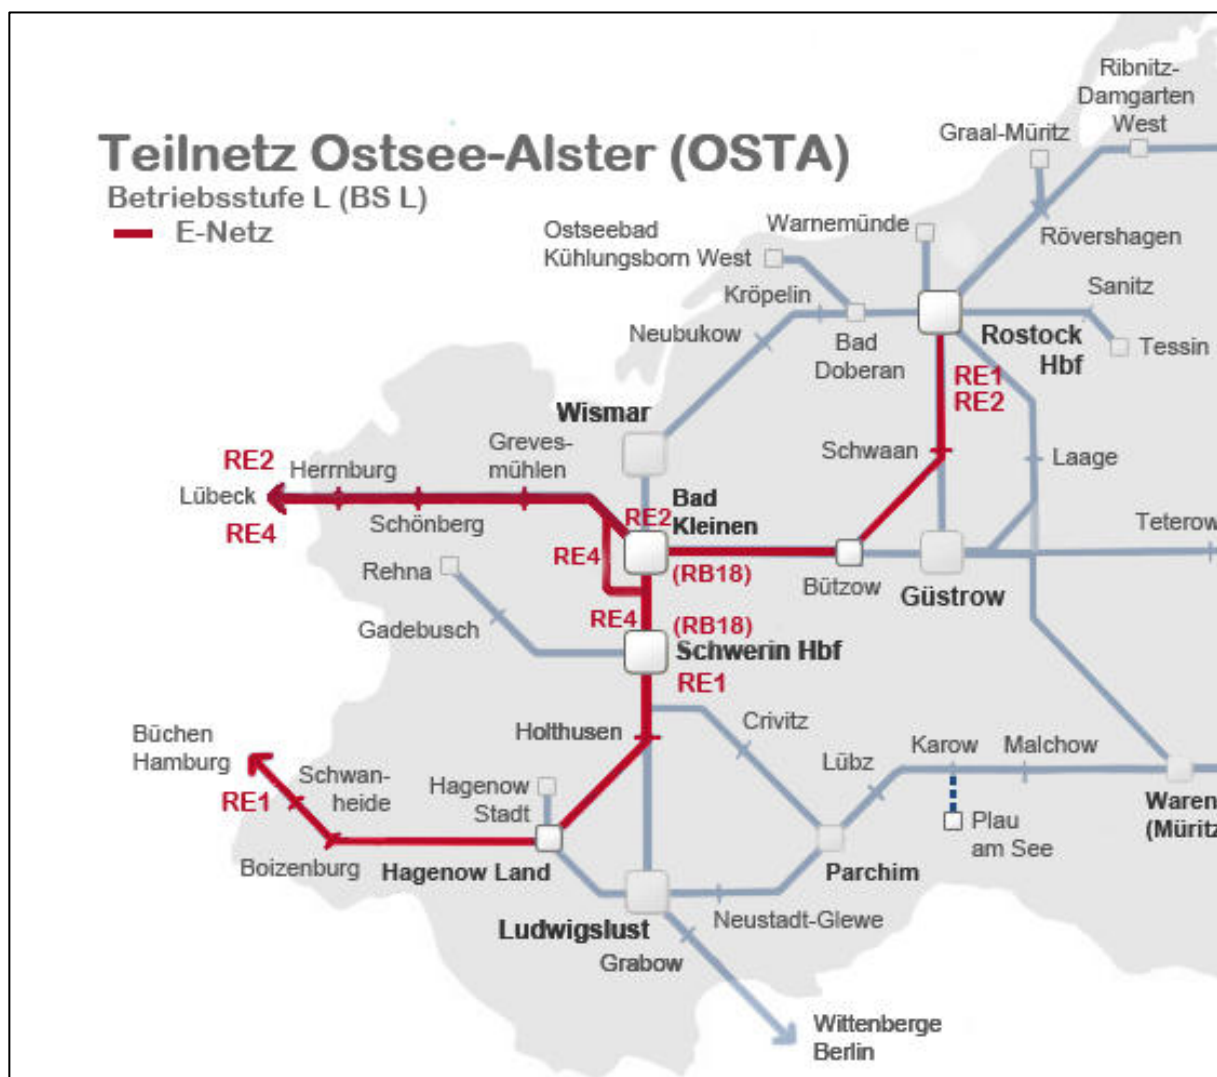 Teilnetz Ostsee-Alster (OSTA)
Betriebsstufe L (BS L)
E-Netz
Ribnitz-
Damgarten
West
Graal-Müritz
Rövershagen
Warnemünde
Ostseebad
Kühlungsborn West
Kröpelin
Neubukow
Bad
Doberan
Sanitz
Tessin
Rostock
Hbf
RE1
RE2
Wismar
Schwaan
Laage
Teterow
Greves-
mühlen
RE2
Herrnburg
Lübeck
Schönberg
RE4
Bad
Kleinen
RE2
RE4
(RB18)
Bützow
Güstrow
Rehna
Gadebusch
RE4
(RB18)
Schwerin Hbf
RE1
Holthusen
Crivitz
Büchen
Hamburg
RE1
Schwan-
heide
Boizenburg
Hagenow
Stadt
Hagenow Land
Lübz
Karow
Malchow
Plau
am See
Waren
(Müritz
Parchim
Neustadt-Glewe
Ludwigslust
Grabow
Wittenberge
Berlin